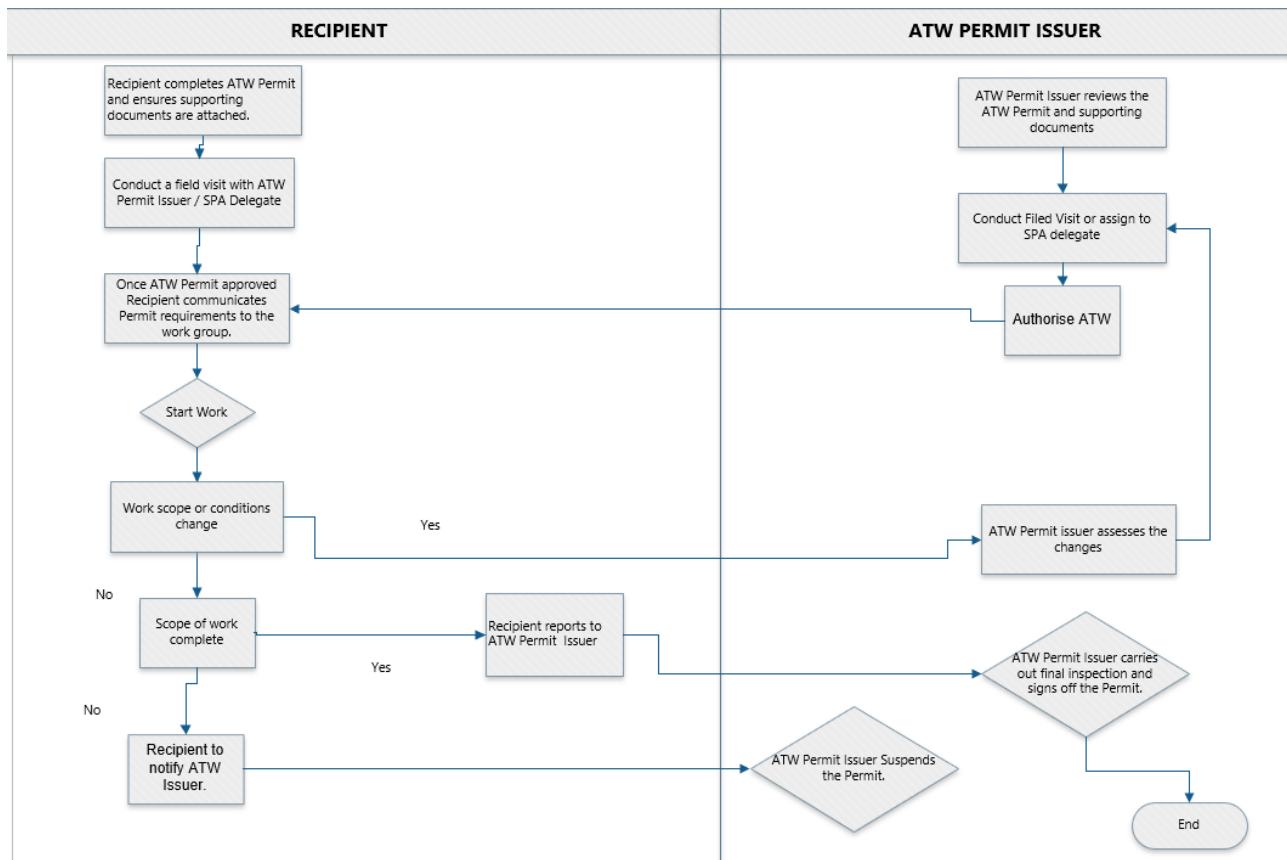 RECIPIENT
ATW PERMIT ISSUER
Recipient completes ATW Permit
and ensures supporting
documents are attached.
ATW Permit Issuer reviews the
ATW Permit and supporting
documents
Conduct a field visit with ATW
Permit Issuer / SPA Delegate
Conduct Filed Visit or assign to
SPA delegate
Once ATW Permit approved
Recipient communicates
Permit requirements to the
work group.
Authorise ATW
Start Work
Work scope or conditions
change
Yes
ATW Permit issuer assesses the
changes
No
Scope of work
complete
Yes
Recipient reports to
ATW Permit Issuer
ATW Permit Issuer carries
out final inspection and
signs off the Permit.
No
Recipient to
notify ATW
Issuer.
ATW Permit Issuer Suspends
the Permit.
End